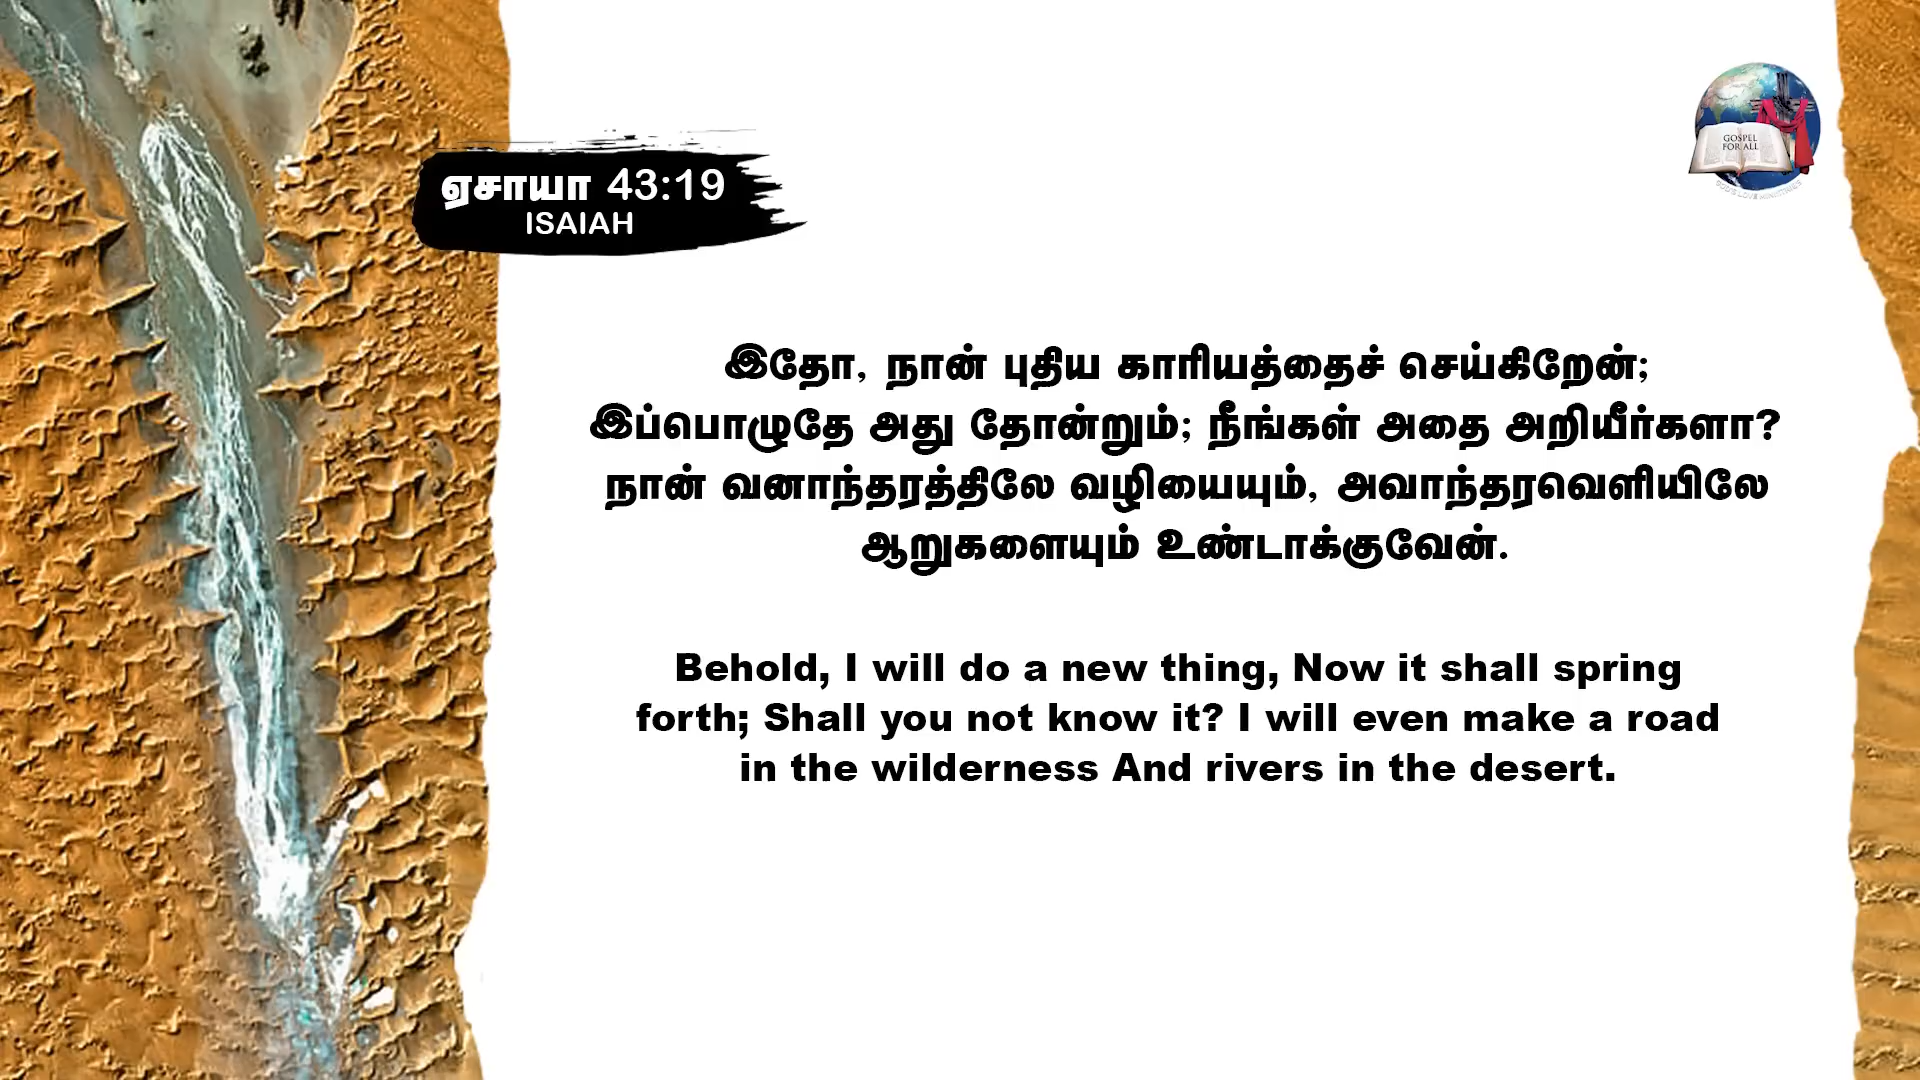 ஏசாயா 43:19
ISAIAH
GOSPEL
FOR ALL
இதோ, நான் புதிய காரியத்தைச் செய்கிறேன்;
இப்பொழுதே அது தோன்றும்; நீங்கள் அதை அறியீர்களா?
நான் வனாந்தரத்திலே வழியையும், அவாந்தரவெளியிலே
ஆறுகளையும் உண்டாக்குவேன்.
Behold, I will do a new thing, Now it shall spring
forth; Shall you not know it? I will even make a road
in the wilderness And rivers in the desert.